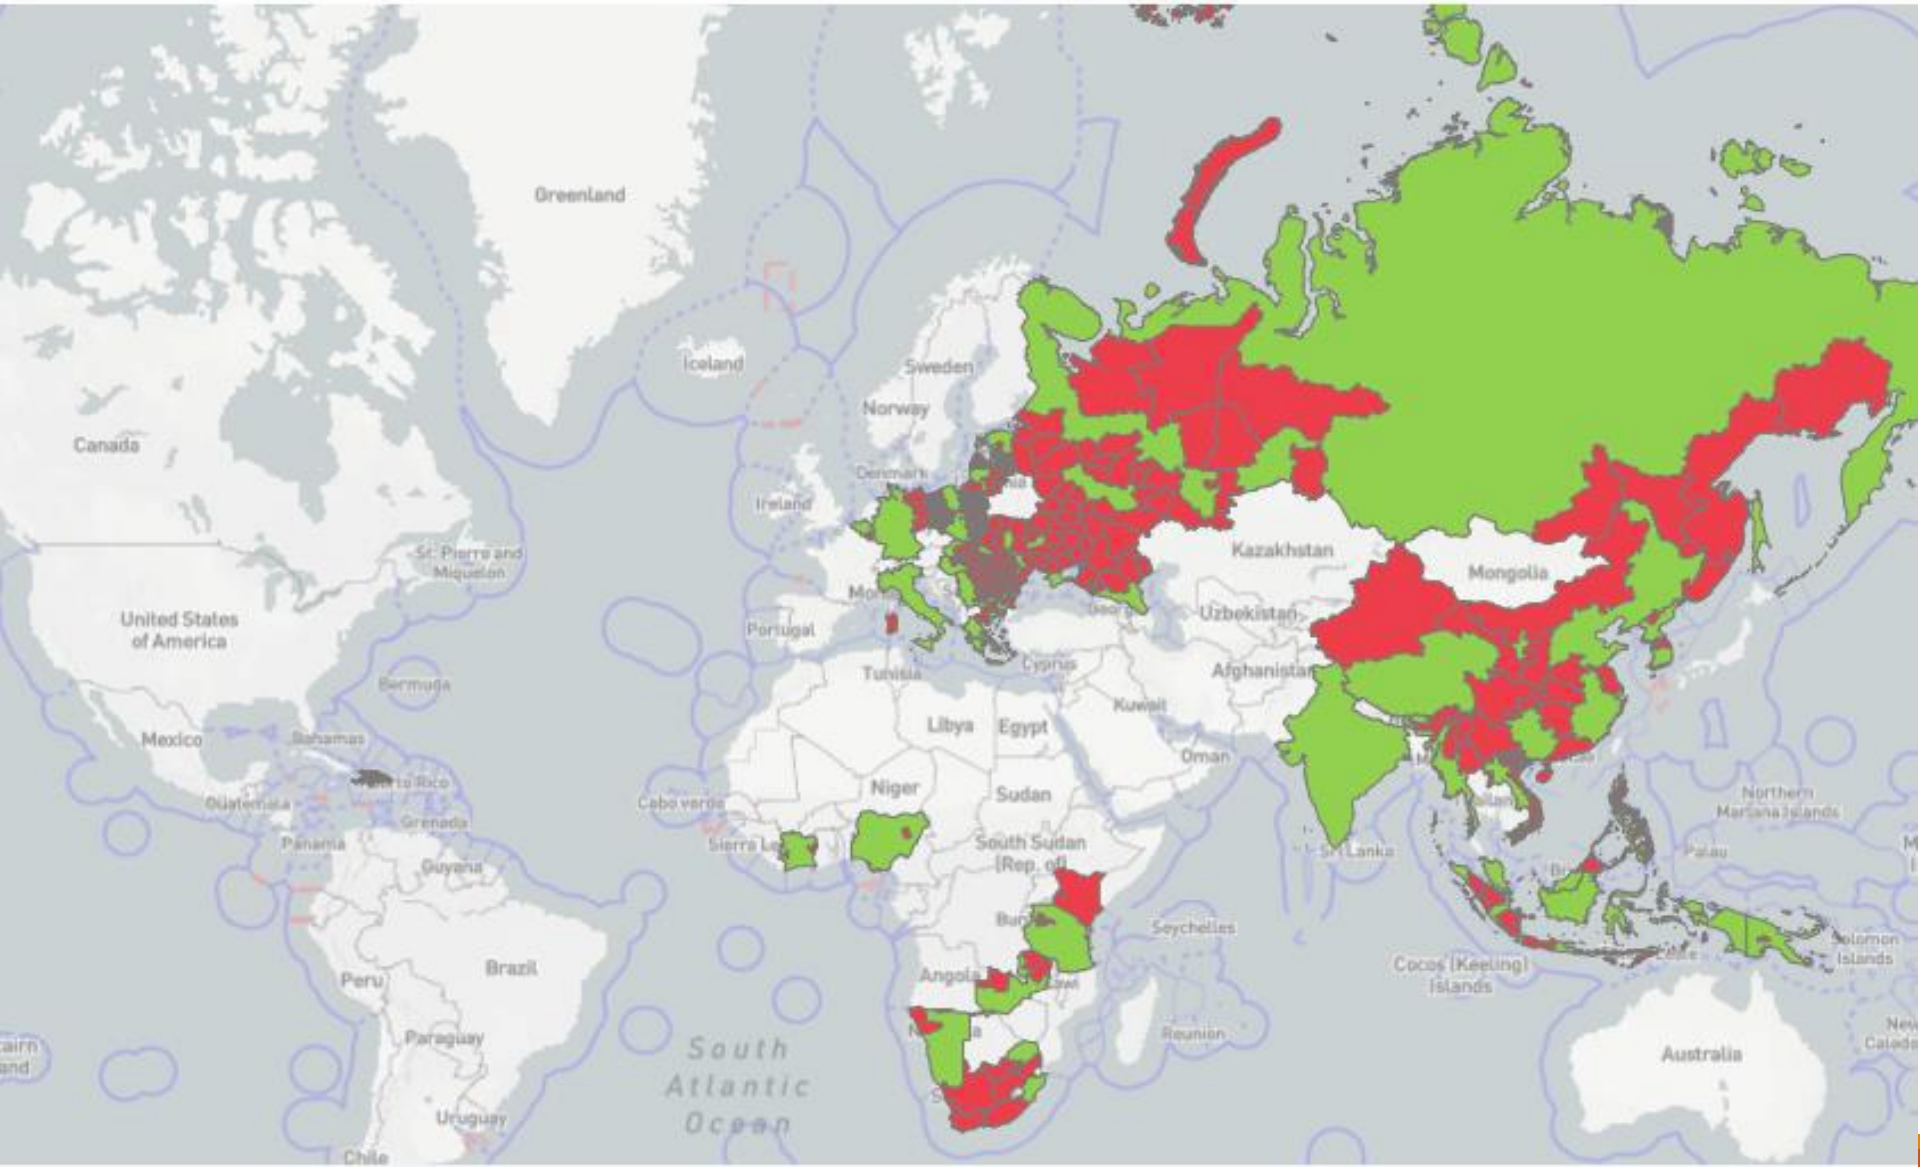 Greenland
Iceland
Sweden
Norway
Canada
Denmark
Ireland
St. Pierre and
Miquelon
Kazakhstan
Mongolia
United States
of America
Portugal
Uzbekistan
Bermuda
Tunisia
Cyprus
Afghanistan
Kuwait
Libya
Egypt
Mexico
Bahamas
Oman
Niger
Sudan
Guatemala
Grenada
Cabo verde
Northern
Mariana Islands
Panama
Sierra Le
South Sudan
(Rep. of)
Sri Lanka
Palau
Guyana
Seychelles
Solomon
Islands
Brazil
Peru
Angola
Cocos (Keeling)
Islands
Paraguay
Reunion
South
Atlantic
Ocean
Australia
Uruguay
Chile